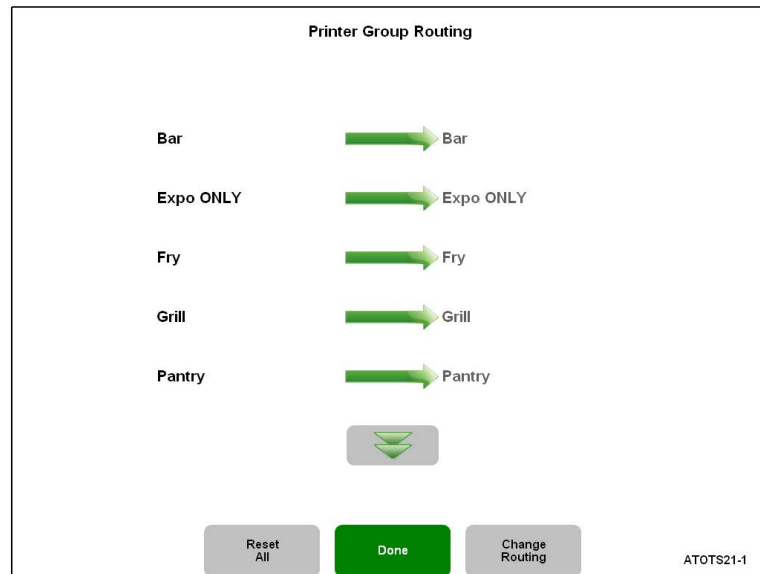 Printer Group Routing
Bar Bar
Expo ONLY Expo ONLY
Fry Fry
Grill Grill
Pantry Pantry
Reset
All
Done
Change
Routing
ATOTS21-1